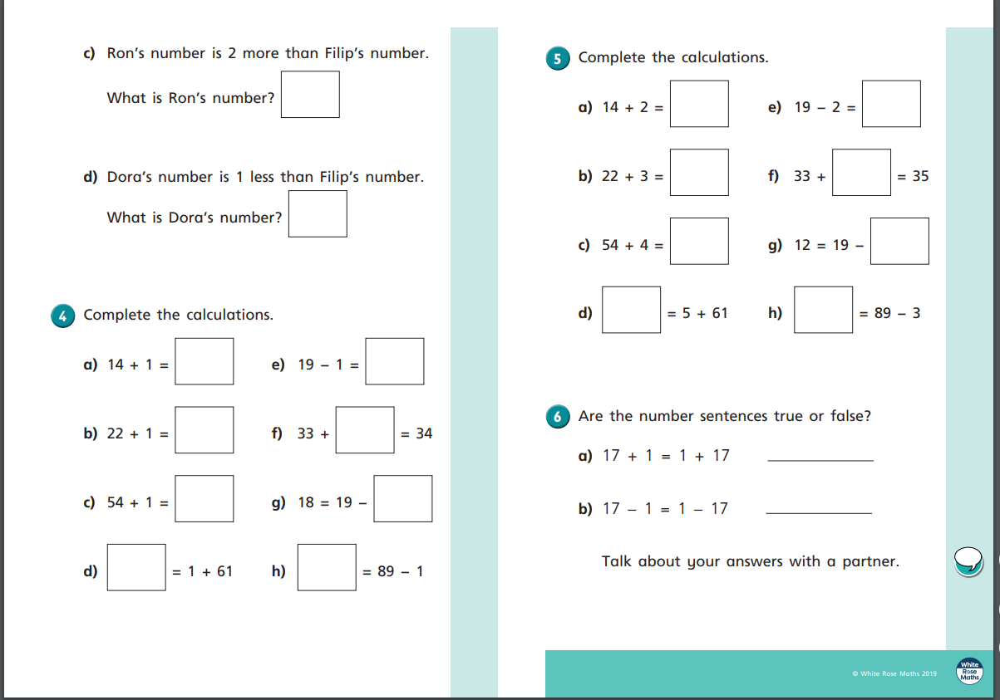 c) Ron's number is 2 more than Filip's number.
What is Ron's number?
d) Dora's number is 1 less than Filip's number.
What is Dora's number?
4 Complete the calculations.
a) 14 + 1 =
e) 19 – 1 =
b) 22 + 1 =
f) 33 + = 34
c) 54 + 1 =
g) 18 = 19 –
d) = 1 + 61
h) = 89 – 1
5 Complete the calculations.
a) 14 + 2 =
e) 19 – 2 =
b) 22 + 3 =
f) 33 + = 35
c) 54 + 4 =
g) 12 = 19 –
d) = 5 + 61
h) = 89 – 3
6 Are the number sentences true or false?
a) 17 + 1 = 1 + 17
b) 17 – 1 = 1 – 17
Talk about your answers with a partner.
© White Rose Maths 2019
White
Rose
Maths